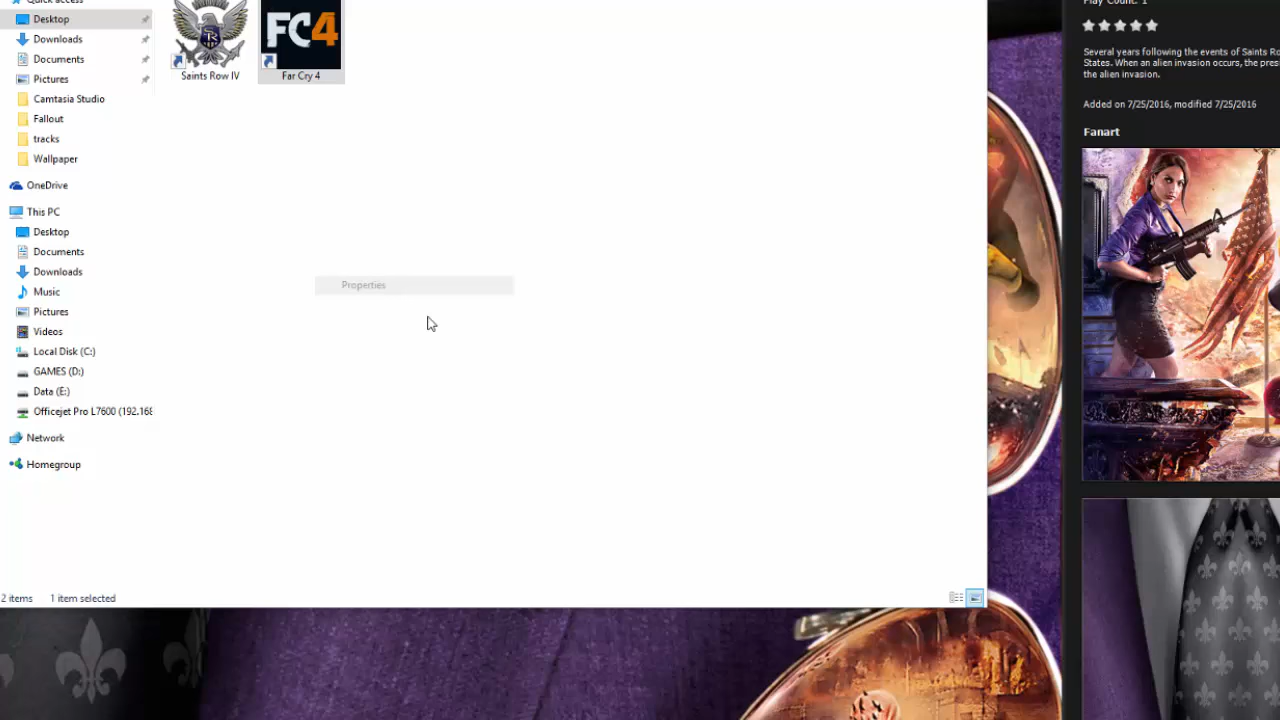 Quick access
Desktop
Downloads
Documents
Pictures
Camtasia Studio
Fallout
tracks
Wallpaper
OneDrive
This PC
Desktop
Documents
Downloads
Music
Pictures
Videos
Local Disk (C:)
GAMES (D:)
Data (E:)
Officejet Pro L7600 (192.168
Network
Homegroup
2 items 1 item selected
SR
Saints Row IV
FC4
Far Cry 4
Properties
Play Count: 1
Several years following the events of Saints Ro
States. When an alien invasion occurs, the pres
the alien invasion.
Added on 7/25/2016, modified 7/25/2016
Fanart